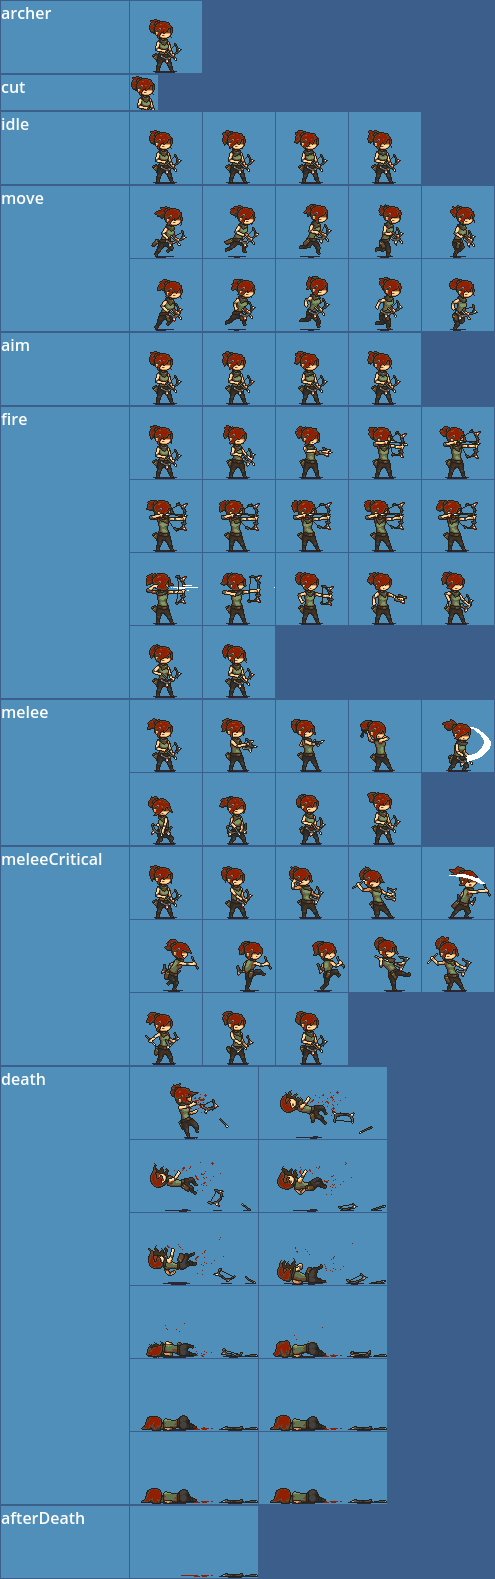 archer
cut
idle
move
aim
fire
melee
meleeCritical
death
afterDeath